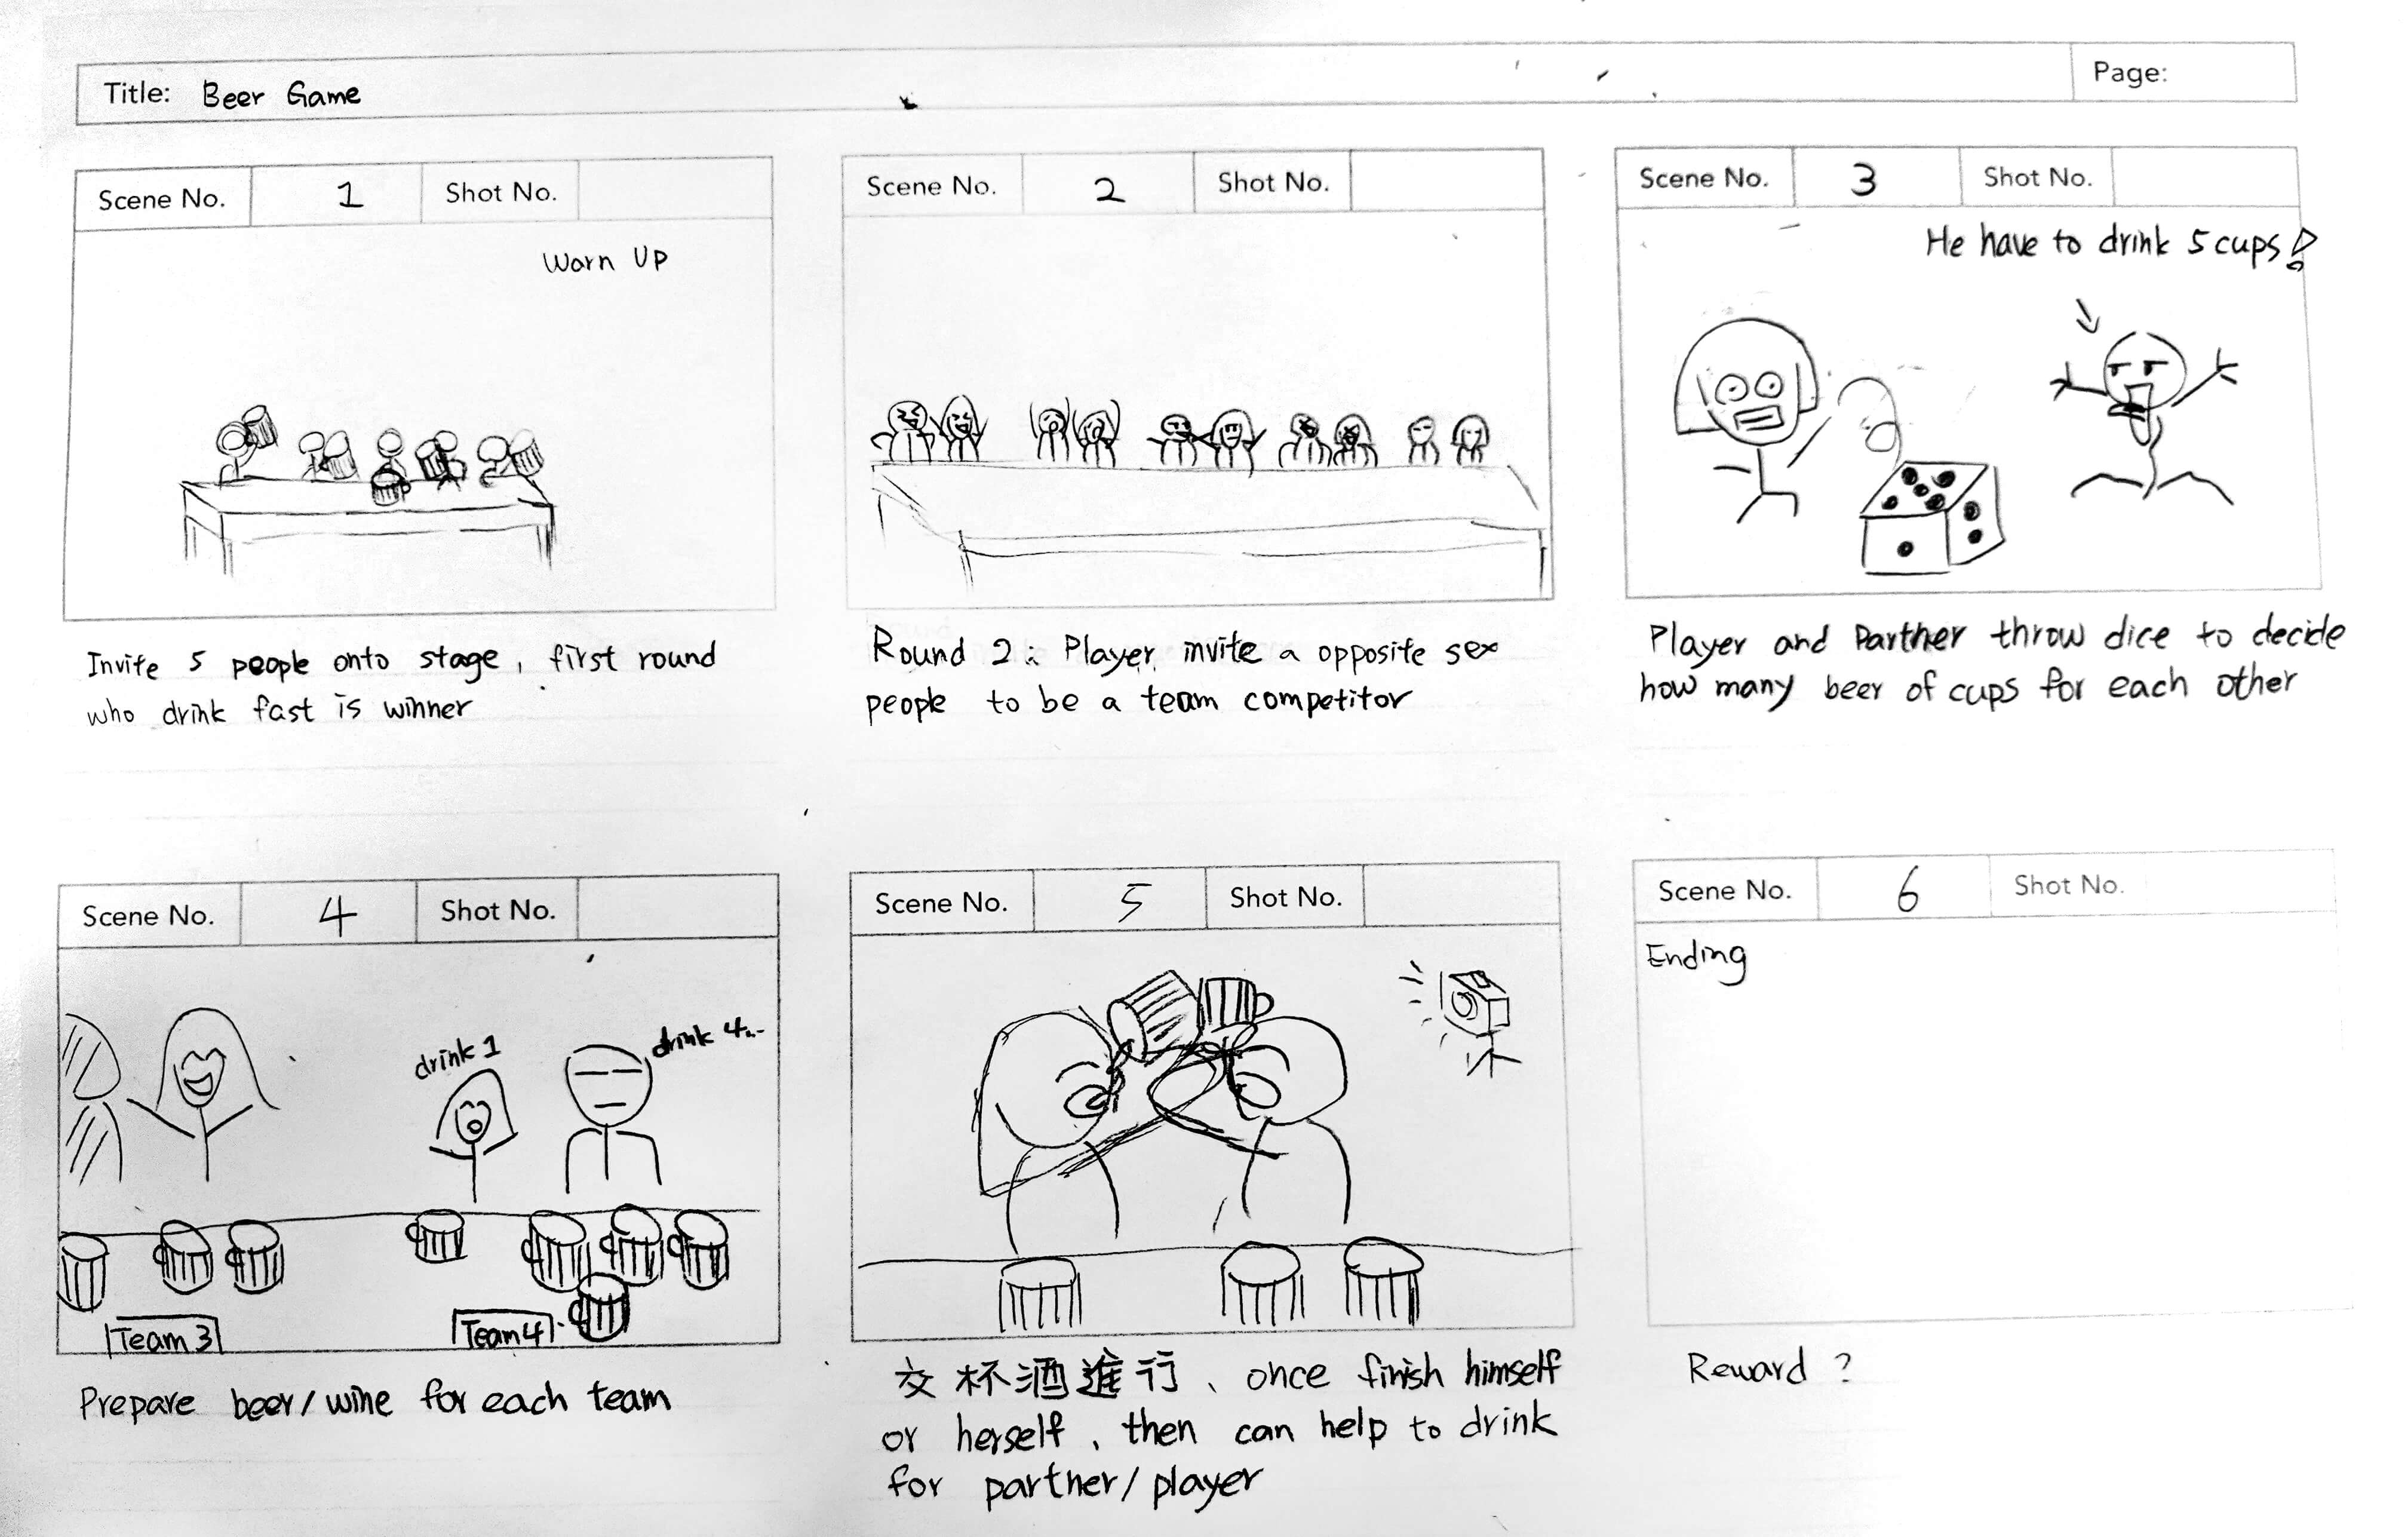 Title: Beer Game
Page:
Scene No. 1 Shot No.
Warn UP
Invite 5 people onto stage, first round
who drink fast is winner
Scene No. 2 Shot No.
Round 2: Player invite a opposite sex
people to be a team competitor
Scene No. 3 Shot No.
He have to drink 5 cups!
Player and Partner throw dice to decide
how many beer of cups for each other
Scene No. 4 Shot No.
drink 1
drink 4...
Team 3
Team 4
Prepare beer/wine for each team
Scene No. 5 Shot No.
交杯酒進行、once finish himself
or herself、then can help to drink
for partner/player
Scene No. 6 Shot No.
Ending
Reward ?